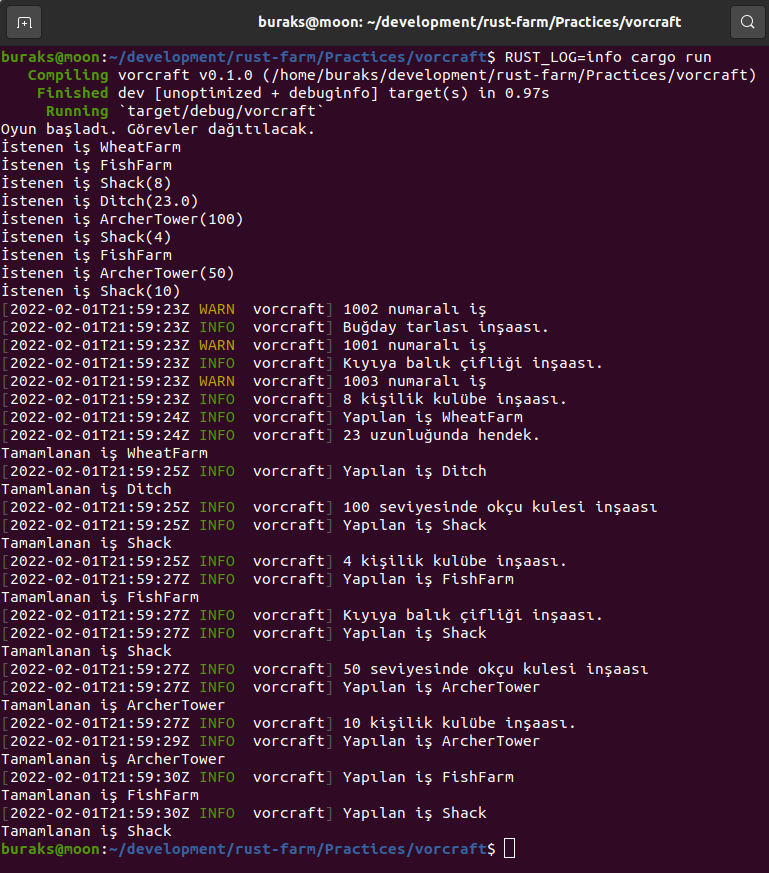 buraks@moon: ~/development/rust-farm/Practices/vorcraft
buraks@moon:~/development/rust-farm/Practices/vorcraft$ RUST_LOG=info cargo run
   Compiling vorcraft v0.1.0 (/home/buraks/development/rust-farm/Practices/vorcraft)
    Finished dev [unoptimized + debuginfo] target(s) in 0.97s
     Running `target/debug/vorcraft`
Oyun başladı. Görevler dağıtılacak.
İstenen iş WheatFarm
İstenen iş FishFarm
İstenen iş Shack(8)
İstenen iş Ditch(23.0)
İstenen iş ArcherTower(100)
İstenen iş Shack(4)
İstenen iş FishFarm
İstenen iş ArcherTower(50)
İstenen iş Shack(10)
[2022-02-01T21:59:23Z WARN  vorcraft] 1002 numaralı iş
[2022-02-01T21:59:23Z INFO  vorcraft] Buğday tarlası inşaası.
[2022-02-01T21:59:23Z WARN  vorcraft] 1001 numaralı iş
[2022-02-01T21:59:23Z INFO  vorcraft] Kıyıya balık çifliği inşaası.
[2022-02-01T21:59:23Z WARN  vorcraft] 1003 numaralı iş
[2022-02-01T21:59:23Z INFO  vorcraft] 8 kişilik kulübe inşaası.
[2022-02-01T21:59:24Z INFO  vorcraft] Yapılan iş WheatFarm
[2022-02-01T21:59:24Z INFO  vorcraft] 23 uzunluğunda hendek.
Tamamlanan iş WheatFarm
[2022-02-01T21:59:25Z INFO  vorcraft] Yapılan iş Ditch
Tamamlanan iş Ditch
[2022-02-01T21:59:25Z INFO  vorcraft] 100 seviyesinde okçu kulesi inşaası
[2022-02-01T21:59:25Z INFO  vorcraft] Yapılan iş Shack
Tamamlanan iş Shack
[2022-02-01T21:59:25Z INFO  vorcraft] 4 kişilik kulübe inşaası.
[2022-02-01T21:59:27Z INFO  vorcraft] Yapılan iş FishFarm
Tamamlanan iş FishFarm
[2022-02-01T21:59:27Z INFO  vorcraft] Kıyıya balık çifliği inşaası.
[2022-02-01T21:59:27Z INFO  vorcraft] Yapılan iş Shack
Tamamlanan iş Shack
[2022-02-01T21:59:27Z INFO  vorcraft] 50 seviyesinde okçu kulesi inşaası
[2022-02-01T21:59:27Z INFO  vorcraft] Yapılan iş ArcherTower
Tamamlanan iş ArcherTower
[2022-02-01T21:59:27Z INFO  vorcraft] 10 kişilik kulübe inşaası.
[2022-02-01T21:59:29Z INFO  vorcraft] Yapılan iş ArcherTower
Tamamlanan iş ArcherTower
[2022-02-01T21:59:30Z INFO  vorcraft] Yapılan iş FishFarm
Tamamlanan iş FishFarm
[2022-02-01T21:59:30Z INFO  vorcraft] Yapılan iş Shack
Tamamlanan iş Shack
buraks@moon:~/development/rust-farm/Practices/vorcraft$